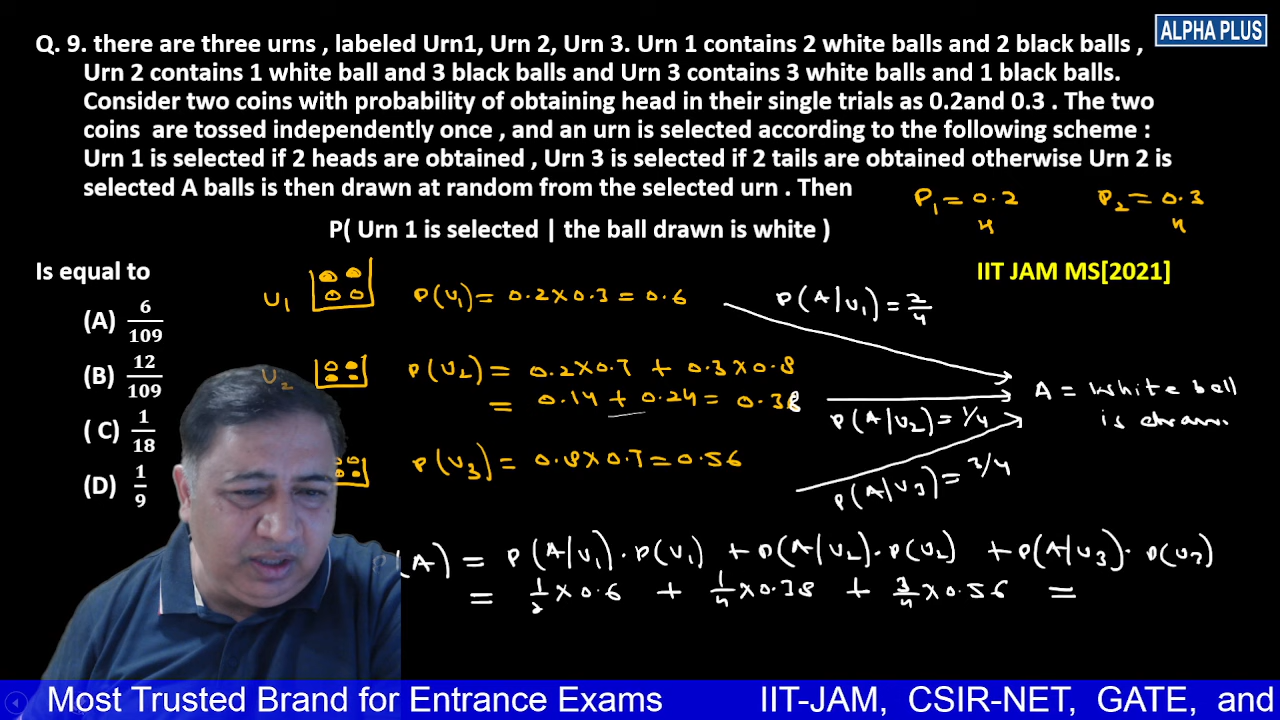 ALPHA PLUS
Q. 9. there are three urns , labeled Urn1, Urn 2, Urn 3. Urn 1 contains 2 white balls and 2 black balls ,
Urn 2 contains 1 white ball and 3 black balls and Urn 3 contains 3 white balls and 1 black balls.
Consider two coins with probability of obtaining head in their single trials as 0.2and 0.3 . The two
coins are tossed independently once , and an urn is selected according to the following scheme :
Urn 1 is selected if 2 heads are obtained , Urn 3 is selected if 2 tails are obtained otherwise Urn 2 is
selected A balls is then drawn at random from the selected urn . Then
P₁ = 0.2 P₂ = 0.3
H H
P( Urn 1 is selected | the ball drawn is white )
Is equal to
IIT JAM MS[2021]
(A) 6/109
(B) 12/109
( C) 1/18
(D) 1/9
U₁ P(U₁) = 0.2 x 0.3 = 0.6 P(A|U₁) = 2/4
U₂ P(U₂) = 0.2 x 0.7 + 0.3 x 0.8
= 0.14 + 0.24 = 0.38 P(A|U₂) = 1/4
A = White ball
is drawn.
P(U₃) = 0.8 x 0.7 = 0.56 P(A|U₃) = 3/4
P(A) = P(A|U₁) · P(U₁) + P(A|U₂) · P(U₂) + P(A|U₃) · P(U₃)
= 1/2 x 0.6 + 1/4 x 0.38 + 3/4 x 0.56 =
Most Trusted Brand for Entrance Exams IIT-JAM, CSIR-NET, GATE, and